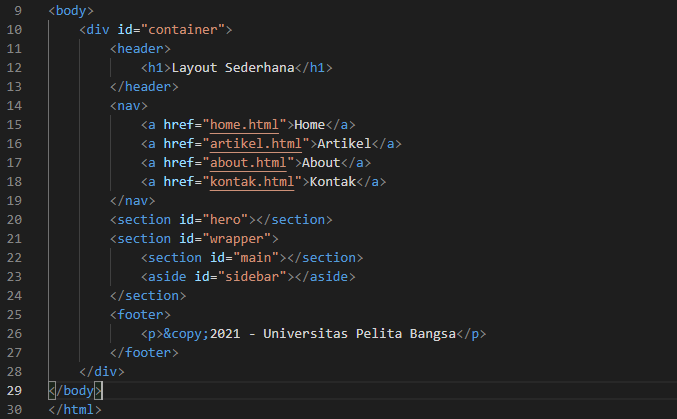 9 <body>
10     <div id="container">
11         <header>
12             <h1>Layout Sederhana</h1>
13         </header>
14         <nav>
15             <a href="home.html">Home</a>
16             <a href="artikel.html">Artikel</a>
17             <a href="about.html">About</a>
18             <a href="kontak.html">Kontak</a>
19         </nav>
20         <section id="hero"></section>
21         <section id="wrapper">
22             <section id="main"></section>
23             <aside id="sidebar"></aside>
24         </section>
25         <footer>
26             <p>&copy;2021 - Universitas Pelita Bangsa</p>
27         </footer>
28     </div>
29 </body>
30 </html>